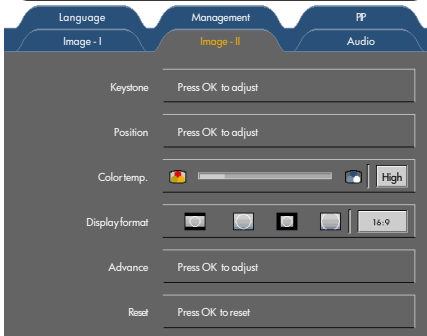 Language Management PIP
Image - I Image - II Audio
Keystone Press OK to adjust
Position Press OK to adjust
Color temp. High
Display format 16:9
Advance Press OK to adjust
Reset Press OK to reset